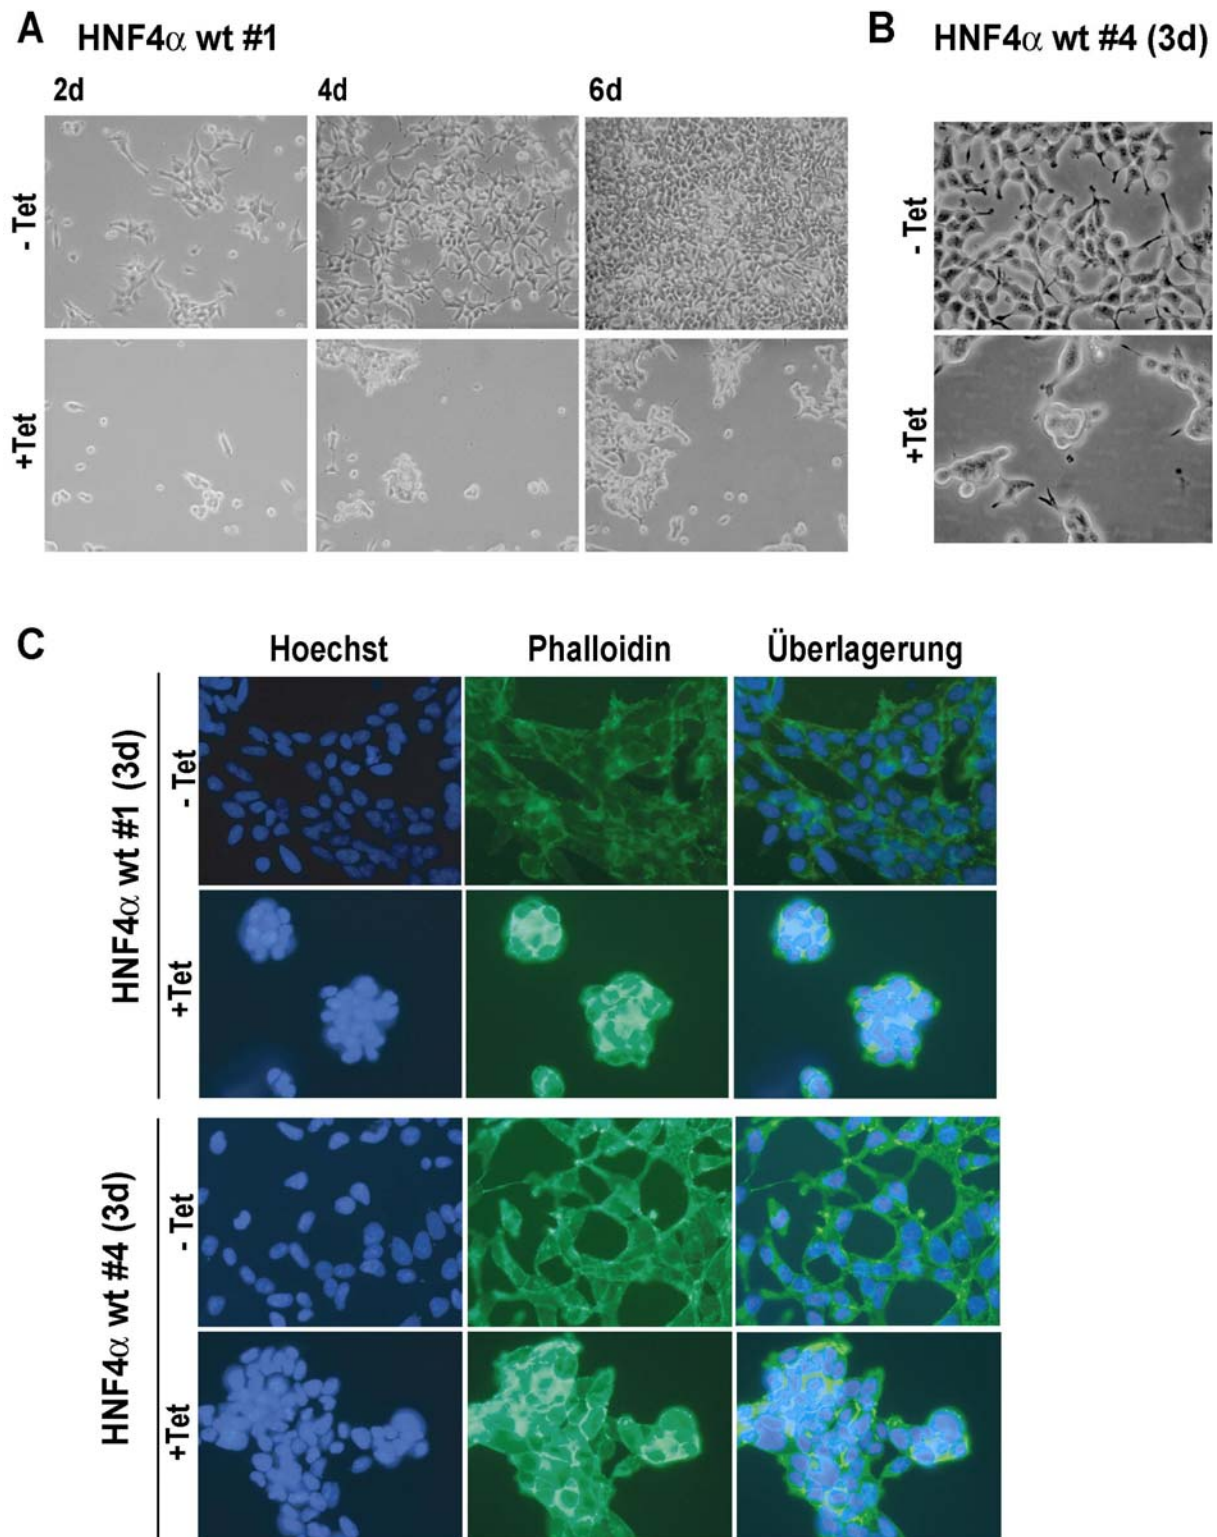 A HNF4α wt #1
2d 4d 6d
- Tet
+Tet
B HNF4α wt #4 (3d)
- Tet
+Tet
C
Hoechst Phalloidin Überlagerung
HNF4α wt #1 (3d)
- Tet
+Tet
HNF4α wt #4 (3d)
- Tet
+Tet